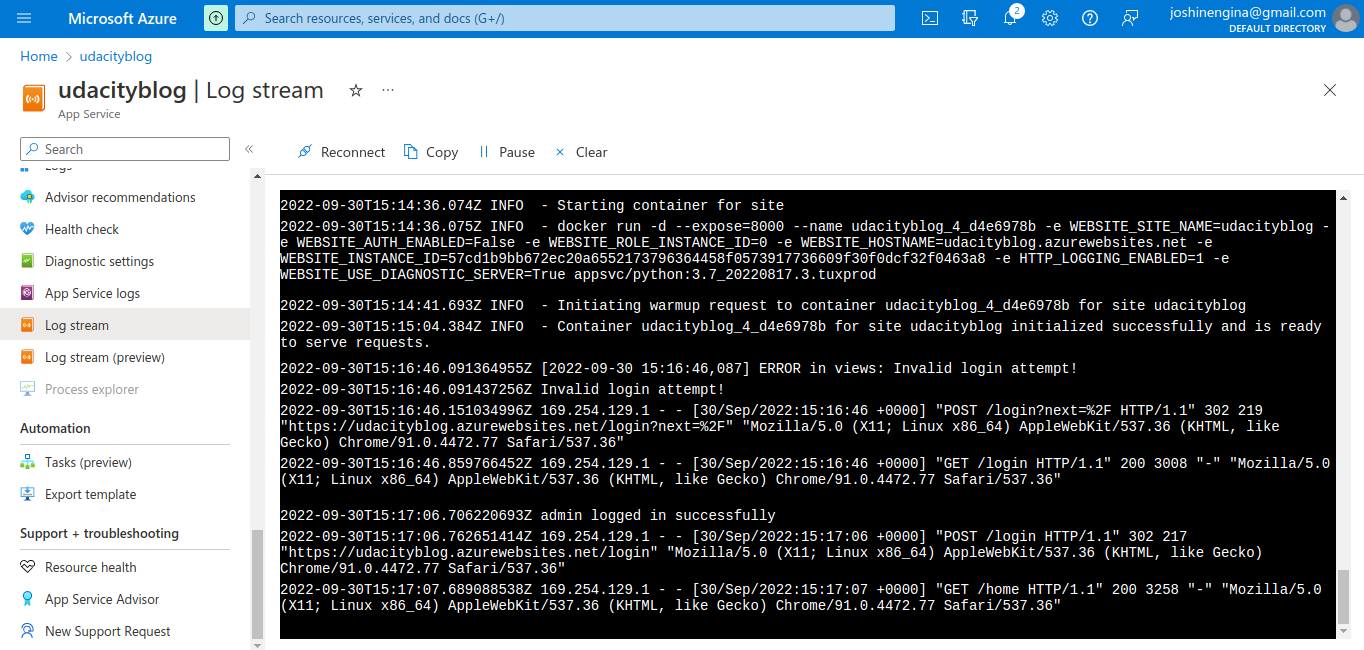 Microsoft Azure
Search resources, services, and docs (G+/)
2
joshinengina@gmail.com
DEFAULT DIRECTORY
Home > udacityblog
udacityblog | Log stream
App Service
Search
«
Reconnect
Copy
Pause
Clear
Logs
Advisor recommendations
Health check
Diagnostic settings
App Service logs
Log stream
Log stream (preview)
Process explorer
Automation
Tasks (preview)
Export template
Support + troubleshooting
Resource health
App Service Advisor
New Support Request
2022-09-30T15:14:36.074Z INFO  - Starting container for site
2022-09-30T15:14:36.075Z INFO  - docker run -d --expose=8000 --name udacityblog_4_d4e6978b -e WEBSITE_SITE_NAME=udacityblog -
e WEBSITE_AUTH_ENABLED=False -e WEBSITE_ROLE_INSTANCE_ID=0 -e WEBSITE_HOSTNAME=udacityblog.azurewebsites.net -e
WEBSITE_INSTANCE_ID=57cd1b9bb672ec20a6552173796364458f0573917736609f30f0dcf32f0463a8 -e HTTP_LOGGING_ENABLED=1 -e
WEBSITE_USE_DIAGNOSTIC_SERVER=True appsvc/python:3.7_20220817.3.tuxprod
2022-09-30T15:14:41.693Z INFO  - Initiating warmup request to container udacityblog_4_d4e6978b for site udacityblog
2022-09-30T15:15:04.384Z INFO  - Container udacityblog_4_d4e6978b for site udacityblog initialized successfully and is ready
to serve requests.
2022-09-30T15:16:46.091364955Z [2022-09-30 15:16:46,087] ERROR in views: Invalid login attempt!
2022-09-30T15:16:46.091437256Z Invalid login attempt!
2022-09-30T15:16:46.151034996Z 169.254.129.1 - - [30/Sep/2022:15:16:46 +0000] "POST /login?next=%2F HTTP/1.1" 302 219
"https://udacityblog.azurewebsites.net/login?next=%2F" "Mozilla/5.0 (X11; Linux x86_64) AppleWebKit/537.36 (KHTML, like
Gecko) Chrome/91.0.4472.77 Safari/537.36"
2022-09-30T15:16:46.859766452Z 169.254.129.1 - - [30/Sep/2022:15:16:46 +0000] "GET /login HTTP/1.1" 200 3008 "-" "Mozilla/5.0
(X11; Linux x86_64) AppleWebKit/537.36 (KHTML, like Gecko) Chrome/91.0.4472.77 Safari/537.36"
2022-09-30T15:17:06.706220693Z admin logged in successfully
2022-09-30T15:17:06.762651414Z 169.254.129.1 - - [30/Sep/2022:15:17:06 +0000] "POST /login HTTP/1.1" 302 217
"https://udacityblog.azurewebsites.net/login" "Mozilla/5.0 (X11; Linux x86_64) AppleWebKit/537.36 (KHTML, like Gecko)
Chrome/91.0.4472.77 Safari/537.36"
2022-09-30T15:17:07.689088538Z 169.254.129.1 - - [30/Sep/2022:15:17:07 +0000] "GET /home HTTP/1.1" 200 3258 "-" "Mozilla/5.0
(X11; Linux x86_64) AppleWebKit/537.36 (KHTML, like Gecko) Chrome/91.0.4472.77 Safari/537.36"